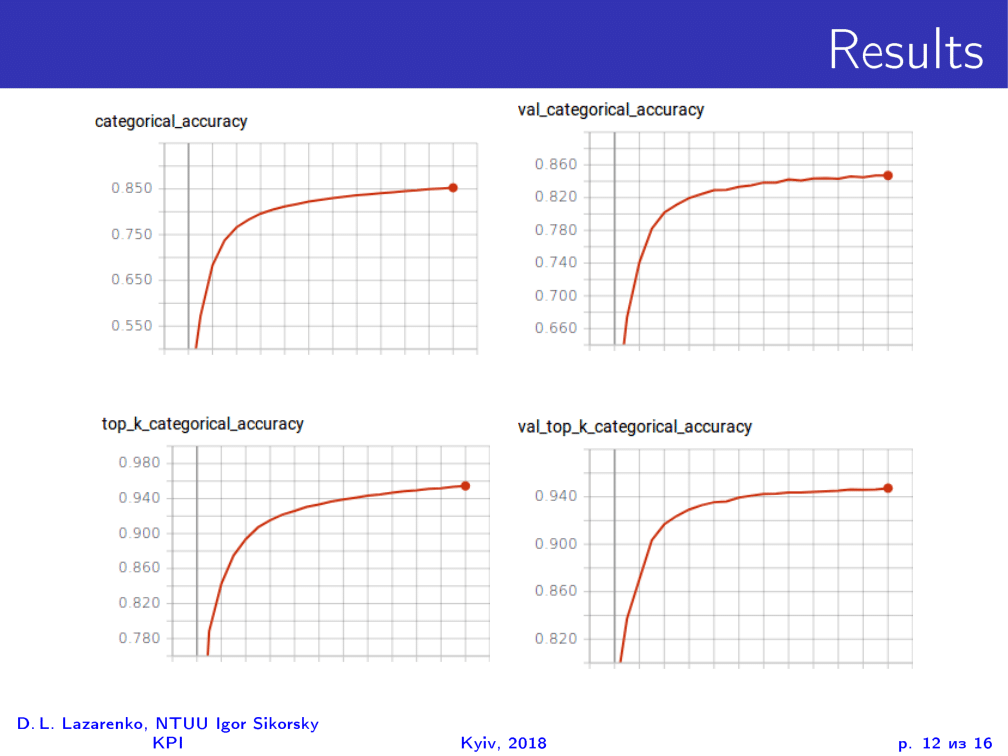 Results
categorical_accuracy
0.850
0.750
0.650
0.550
val_categorical_accuracy
0.860
0.820
0.780
0.740
0.700
0.660
top_k_categorical_accuracy
0.980
0.940
0.900
0.860
0.820
0.780
val_top_k_categorical_accuracy
0.940
0.900
0.860
0.820
D. L. Lazarenko, NTUU Igor Sikorsky
KPI
Kyiv, 2018
p. 12 из 16